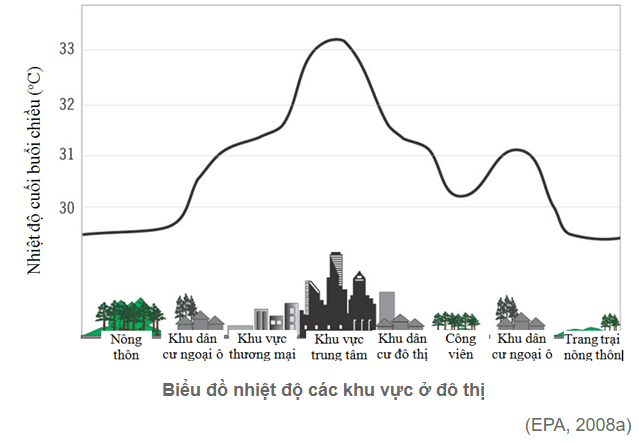 Nhiệt độ cuối buổi chiều (°C)
33
32
31
30
Nông
thôn
Khu dân
cư ngoại ô
Khu vực
thương mại
Khu vực
trung tâm
Khu dân
cư đô thị
Công
viên
Khu dân
cư ngoại ô
Trang trại
nông thôn
Biểu đồ nhiệt độ các khu vực ở đô thị
(EPA, 2008a)